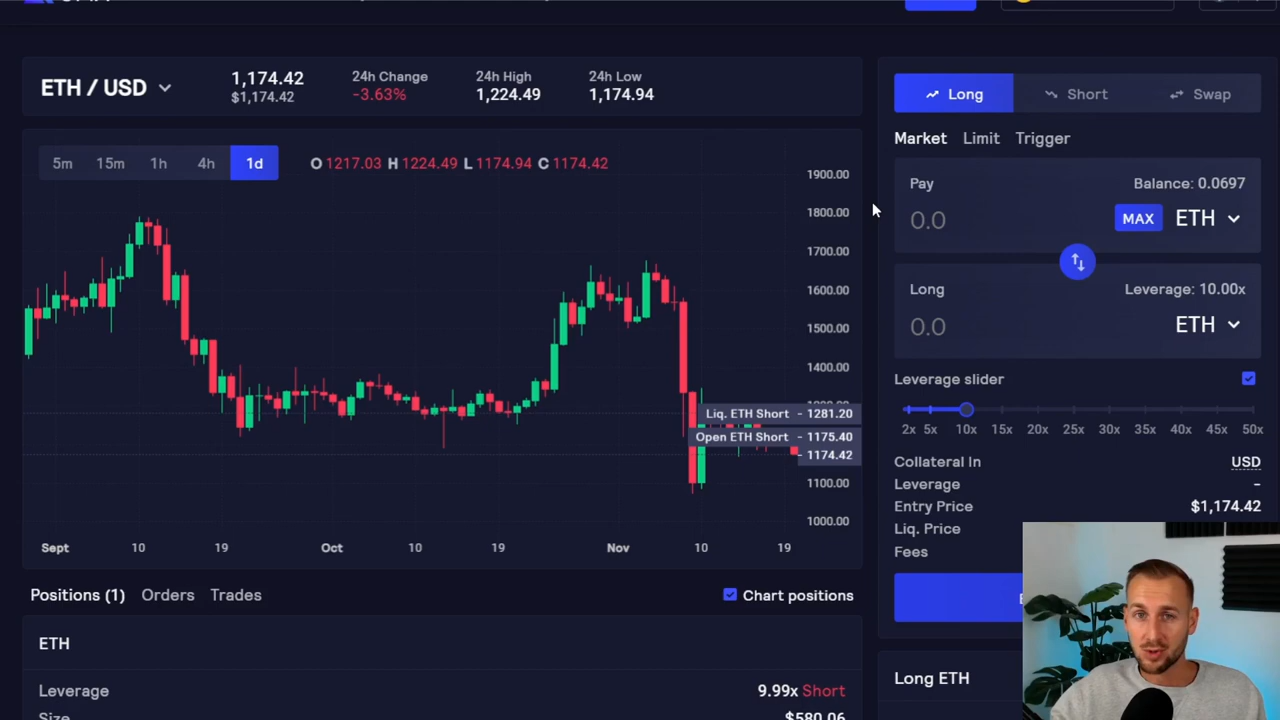 ETH / USD
1,174.42
$1,174.42
24h Change
-3.63%
24h High
1,224.49
24h Low
1,174.94
Long
Short
Swap
Market Limit Trigger
5m 15m 1h 4h 1d
O 1217.03 H 1224.49 L 1174.94 C 1174.42
1900.00
1800.00
1700.00
1600.00
1500.00
1400.00
Liq. ETH Short - 1281.20
Open ETH Short - 1175.40
- 1174.42
1100.00
1000.00
Sept 10 19 Oct 10 19 Nov 10 19
Pay Balance: 0.0697
0.0 MAX ETH
Long Leverage: 10.00x
0.0 ETH
Leverage slider
2x 5x 10x 15x 20x 25x 30x 35x 40x 45x 50x
Collateral In USD
Leverage -
Entry Price $1,174.42
Liq. Price
Fees
Positions (1) Orders Trades
Chart positions
ETH
Leverage 9.99x Short
Size $580.06
Long ETH